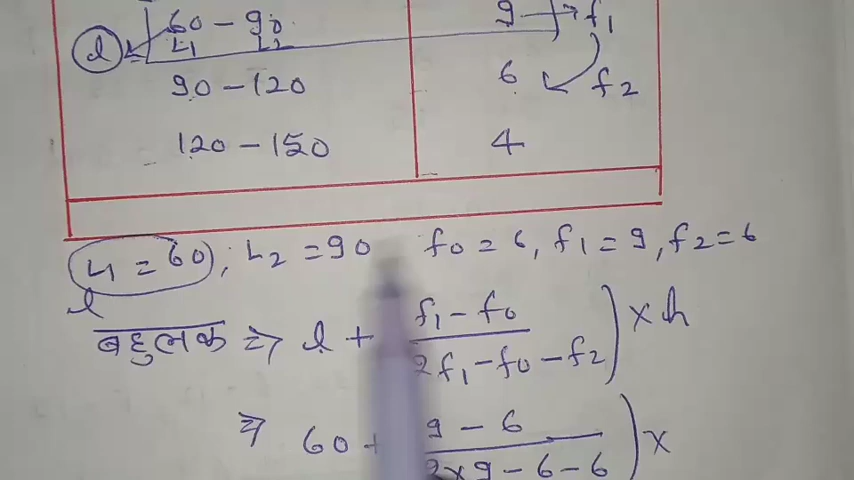 60 - 90 9 → f1
l L1 L2
90 - 120 6 f2
120 - 150 4
L1 = 60 ; L2 = 90 f0 = 6, f1 = 9, f2 = 6
l
बहुलक ⇒ l + f1 - f0 / 2f1 - f0 - f2 ) × h
⇒ 60 + 9 - 6 / 2×9 - 6 - 6 ) ×